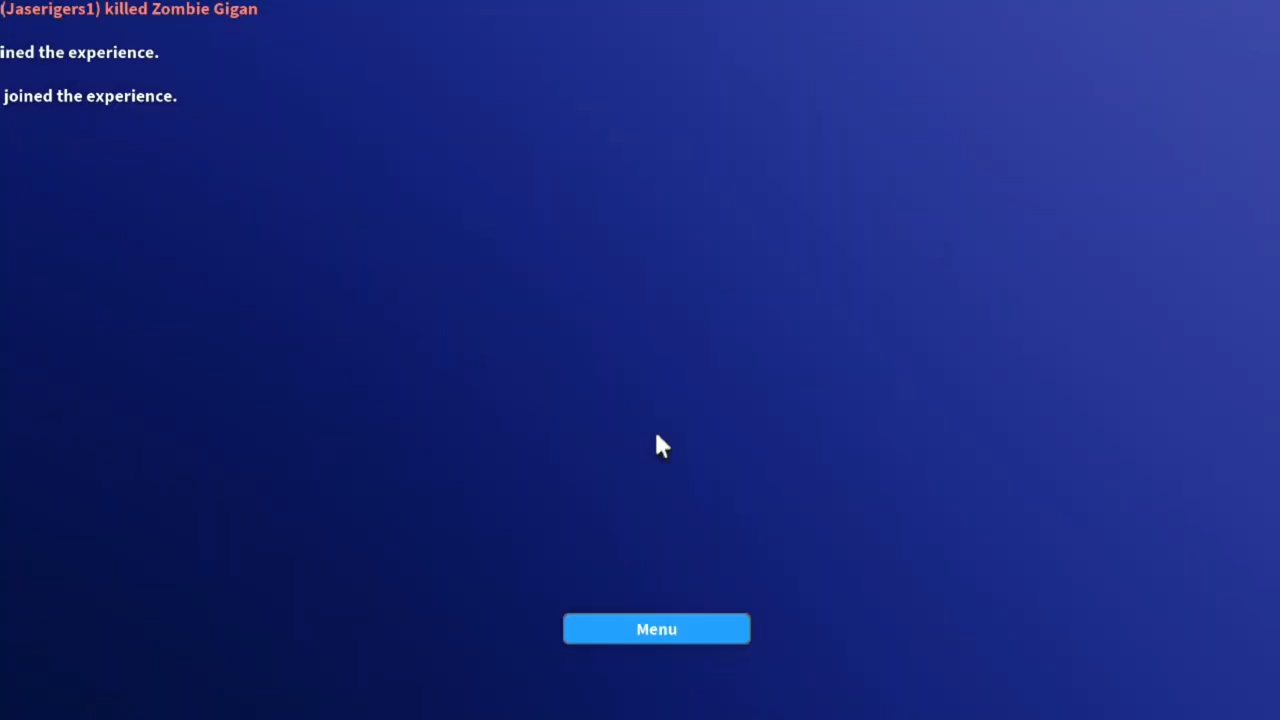 (Jaserigers1) killed Zombie Gigan
ined the experience.
joined the experience.
Menu